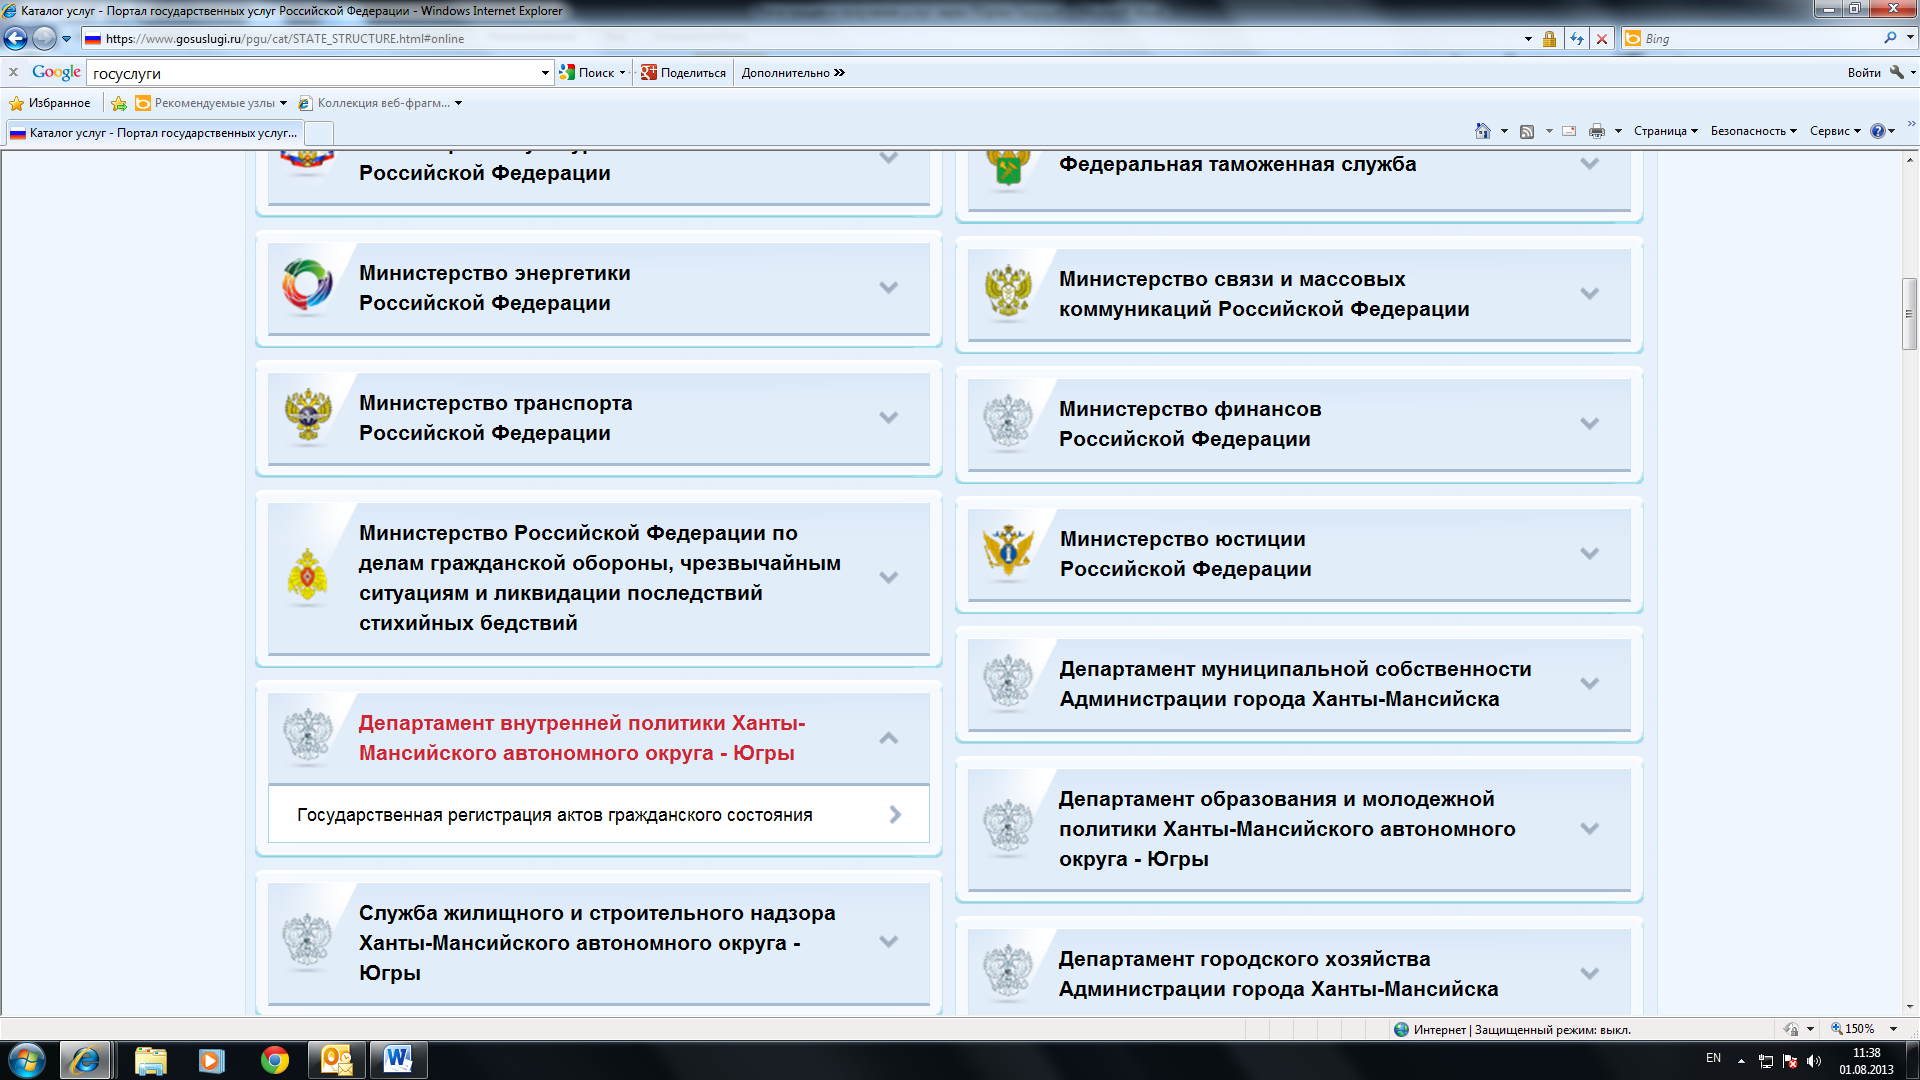 Каталог услуг - Портал государственных услуг Российской Федерации - Windows Internet Explorer
https://www.gosuslugi.ru/pgu/cat/STATE_STRUCTURE.html#online
Bing
Google
госуслуги
Поиск
Поделиться
Дополнительно
Войти
Избранное
Рекомендуемые узлы
Коллекция веб-фрагм...
Каталог услуг - Портал государственных услуг...
Страница
Безопасность
Сервис
Российской Федерации
Федеральная таможенная служба
Министерство энергетики
Российской Федерации
Министерство связи и массовых
коммуникаций Российской Федерации
Министерство транспорта
Российской Федерации
Министерство финансов
Российской Федерации
Министерство Российской Федерации по
делам гражданской обороны, чрезвычайным
ситуациям и ликвидации последствий
стихийных бедствий
Министерство юстиции
Российской Федерации
Департамент муниципальной собственности
Администрации города Ханты-Мансийска
Департамент внутренней политики Ханты-
Мансийского автономного округа - Югры
Государственная регистрация актов гражданского состояния
Департамент образования и молодежной
политики Ханты-Мансийского автономного
округа - Югры
Служба жилищного и строительного надзора
Ханты-Мансийского автономного округа -
Югры
Департамент городского хозяйства
Администрации города Ханты-Мансийска
Интернет | Защищенный режим: выкл.
150%
EN
11:38
01.08.2013